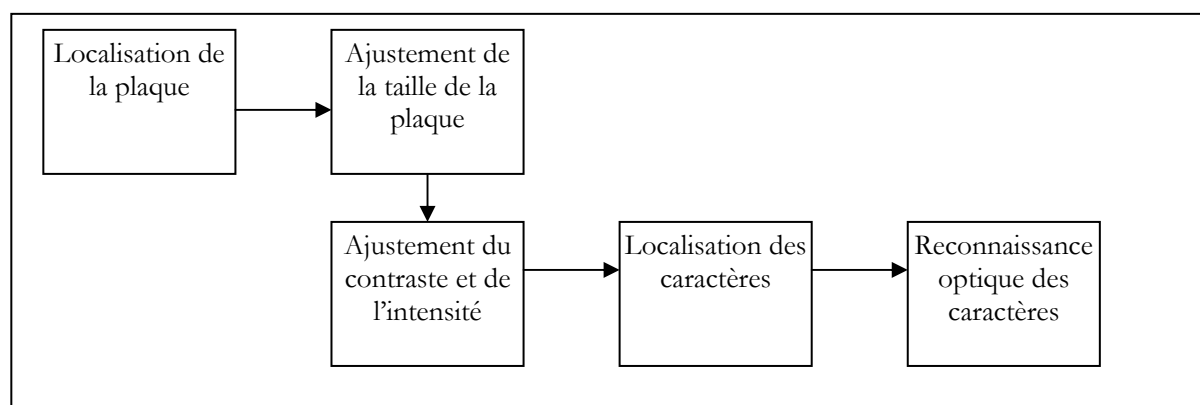 Localisation de
la plaque
Ajustement de
la taille de la
plaque
Ajustement du
contraste et de
l'intensité
Localisation des
caractères
Reconnaissance
optique des
caractères